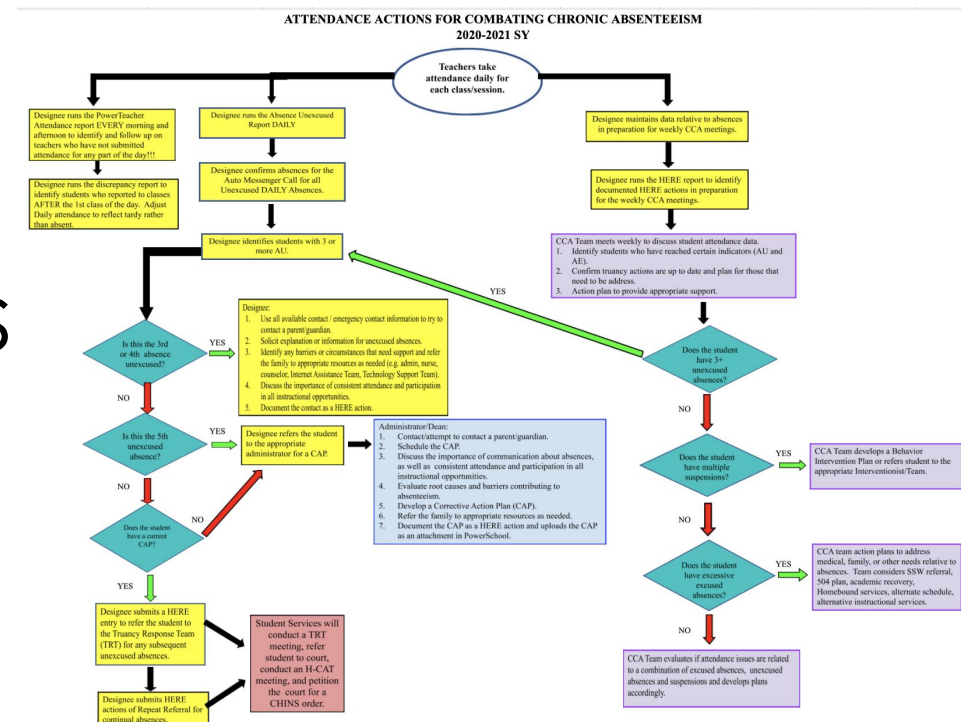 ATTENDANCE ACTIONS FOR COMBATING CHRONIC ABSENTEEISM
2020-2021 SY
Teachers take
attendance daily for
each class/session.
Designee runs the PowerTeacher
Attendance report EVERY morning and
afternoon to identify and follow up on
teachers who have not submitted
attendance for any part of the day!!!
Designee runs the discrepancy report to
identify students who reported to classes
AFTER the 1st class of the day. Adjust
Daily attendance to reflect tardy rather
than absent.
Designee runs the Absence Unexcused
Report DAILY
Designee confirms absences for the
Auto Messenger Call for all
Unexcused DAILY Absences.
Designee identifies students with 3 or
more AU.
Designee maintains data relative to absences
in preparation for weekly CCA meetings.
Designee runs the HERE report to identify
documented HERE actions in preparation
for the weekly CCA meetings.
CCA Team meets weekly to discuss student attendance data.
1. Identify students who have reached certain indicators (AU and
AE).
2. Confirm truancy actions are up to date and plan for those that
need to be address.
3. Action plan to provide appropriate support.
YES
S
Is this the 3rd
or 4th absence
unexcused?
YES
NO
Designee:
1. Use all available contact / emergency contact information to try to
contact a parent/guardian.
2. Solicit explanation or information for unexcused absences.
3. Identify any barriers or circumstances that need support and refer
the family to appropriate resources as needed (e.g. admin, nurse,
counselor, Internet Assistance Team, Technology Support Team).
4. Discuss the importance of consistent attendance and participation
in all instructional opportunities.
5. Document the contact as a HERE action.
Is this the 5th
unexcused
absence?
YES
NO
Designee refers the student
to the appropriate
administrator for a CAP.
Administrator/Dean:
1. Contact/attempt to contact a parent/guardian.
2. Schedule the CAP.
3. Discuss the importance of communication about absences,
as well as consistent attendance and participation in all
instructional opportunities.
4. Evaluate root causes and barriers contributing to
absenteeism.
5. Develop a Corrective Action Plan (CAP).
6. Refer the family to appropriate resources as needed.
7. Document the CAP as a HERE action and uploads the CAP
as an attachment in PowerSchool.
Does the student
have a current
CAP?
NO
YES
Designee submits a HERE
entry to refer the student to
the Truancy Response Team
(TRT) for any subsequent
unexcused absences.
Designee submits HERE
actions of Repeat Referral for
continual absences.
Student Services will
conduct a TRT
meeting, refer
student to court,
conduct an H-CAT
meeting, and petition
the court for a
CHINS order.
Does the student
have 3+
unexcused
absences?
NO
Does the student
have multiple
suspensions?
YES
CCA Team develops a Behavior
Intervention Plan or refers student to the
appropriate Interventionist/Team.
NO
Does the student
have excessive
excused
absences?
YES
CCA team action plans to address
medical, family, or other needs relative to
absences. Team considers SSW referral,
504 plan, academic recovery,
Homebound services, alternate schedule,
alternative instructional services.
NO
CCA Team evaluates if attendance issues are related
to a combination of excused absences, unexcused
absences and suspensions and develops plans
accordingly.